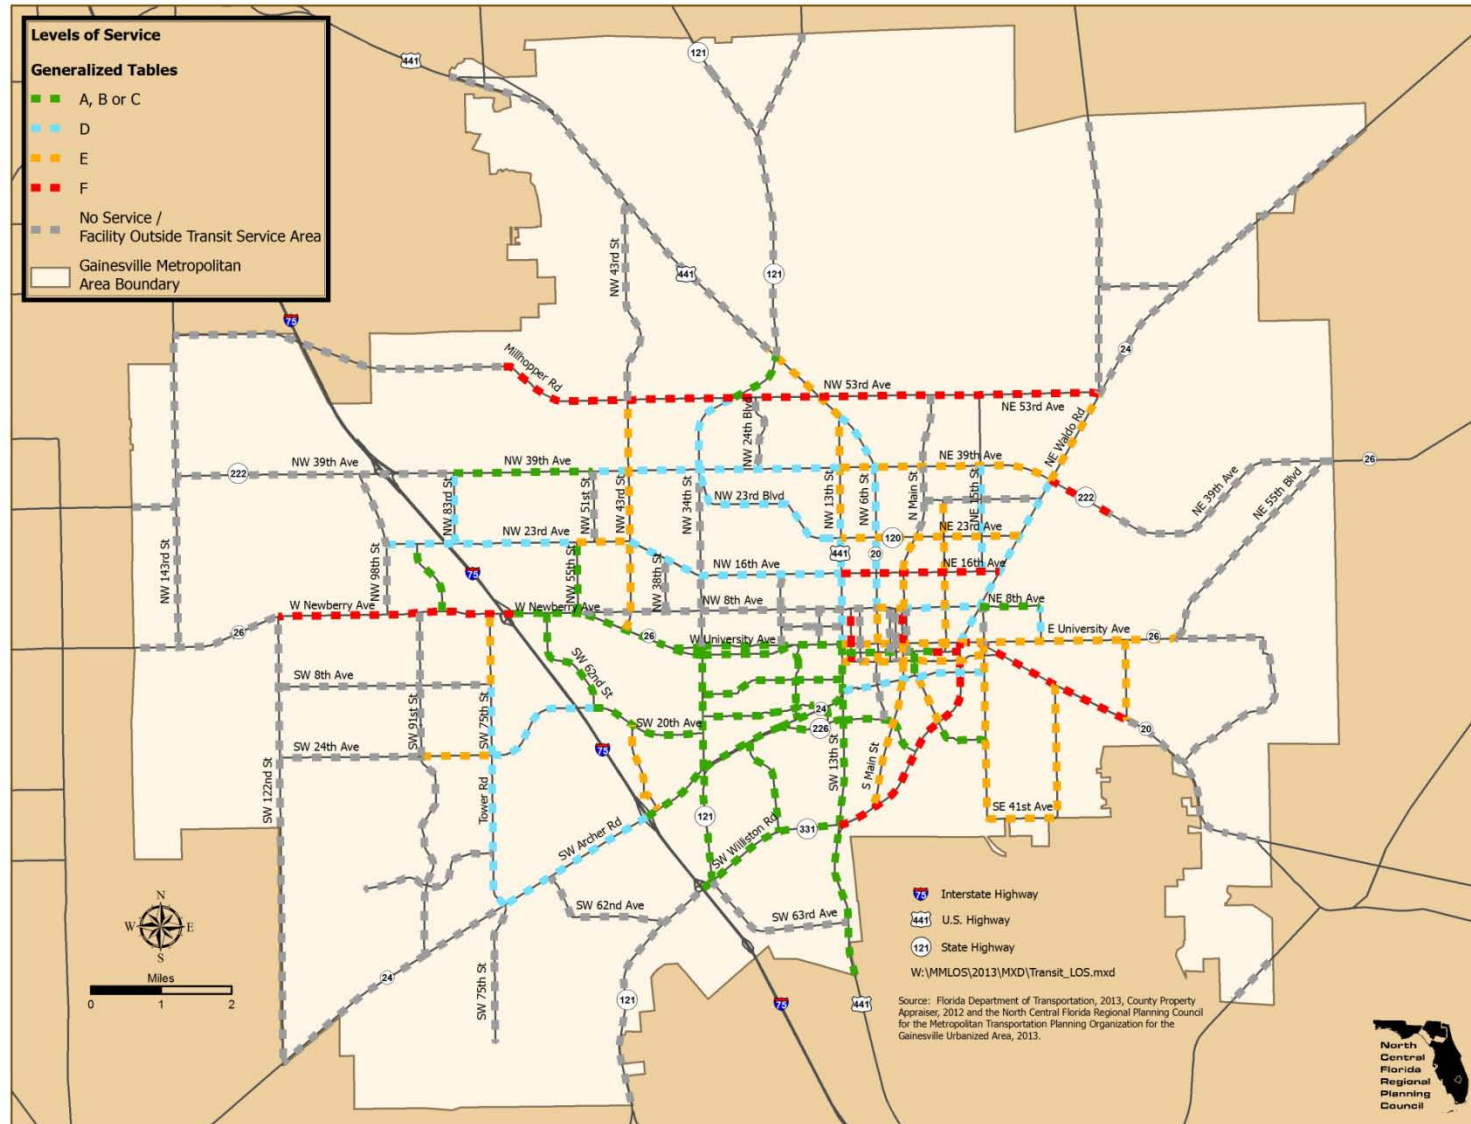 Levels of Service
Generalized Tables
A, B or C
D
E
F
No Service /
Facility Outside Transit Service Area
Gainesville Metropolitan
Area Boundary
441
121
441
121
NW 43rd St
75
24
Millhopper Rd
NW 53rd Ave
NE 53rd Ave
NW 24th Blvd
NE Waldo Rd
222
NW 39th Ave
NW 39th Ave
NE 39th Ave
26
NW 83rd St
NW 51st St
NW 43rd St
NW 34th St
NW 23rd Blvd
NW 13th St
NW 6th St
N Main St
NE 15th St
222
NE 39th Ave
NE 55th Blvd
NW 143rd St
NW 98th St
NW 23rd Ave
NW 55th St
NW 38th St
NW 16th Ave
441
20
120
NE 23rd Ave
NE 16th Ave
75
W Newberry Ave
W Newberry Ave
NW 8th Ave
NE 8th Ave
26
26
W University Ave
E University Ave
26
SW 8th Ave
SW 62nd St
SW 91st St
SW 75th St
SW 20th Ave
24
226
20
SW 24th Ave
75
SW 122nd St
Tower Rd
SW 13th St
S Main St
SE 41st Ave
121
SW Archer Rd
SW Williston Rd
331
SW 62nd Ave
SW 63rd Ave
24
SW 75th St
121
75
441
N
W
E
S
Miles
0 1 2
75 Interstate Highway
441 U.S. Highway
121 State Highway
W:\MMLOS\2013\MXD\Transit_LOS.mxd
Source: Florida Department of Transportation, 2013, County Property
Appraiser, 2012 and the North Central Florida Regional Planning Council
for the Metropolitan Transportation Planning Organization for the
Gainesville Urbanized Area, 2013.
North
Central
Florida
Regional
Planning
Council